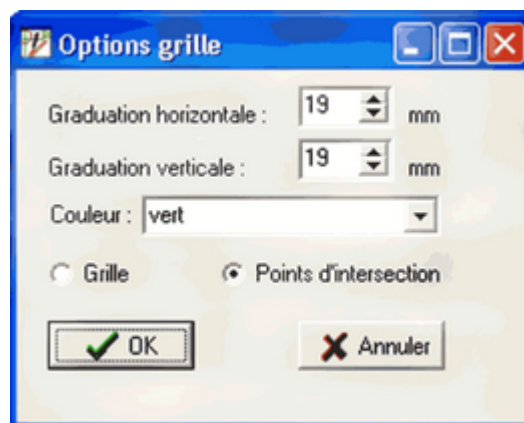 Options grille
Graduation horizontale : 19 mm
Graduation verticale : 19 mm
Couleur : vert
Grille Points d'intersection
OK Annuler